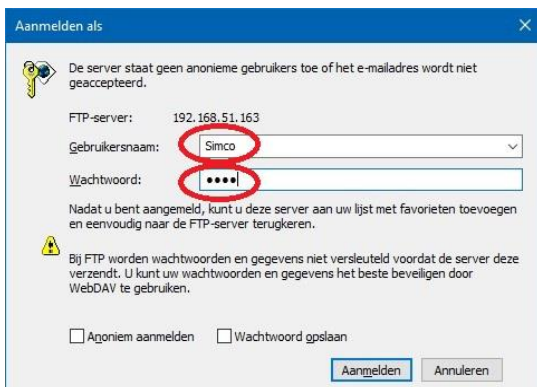 Aanmelden als
De server staat geen anonieme gebruikers toe of het e-mailadres wordt niet
geaccepteerd.
FTP-server: 192.168.51.163
Gebruikersnaam: Simco
Wachtwoord: ••••
Nadat u bent aangemeld, kunt u deze server aan uw lijst met favorieten toevoegen
en eenvoudig naar de FTP-server terugkeren.
Bij FTP worden wachtwoorden en gegevens niet versleuteld voordat de server deze
verzendt. U kunt uw wachtwoorden en gegevens het beste beveiligen door
WebDAV te gebruiken.
Anoniem aanmelden Wachtwoord opslaan
Aanmelden Annuleren